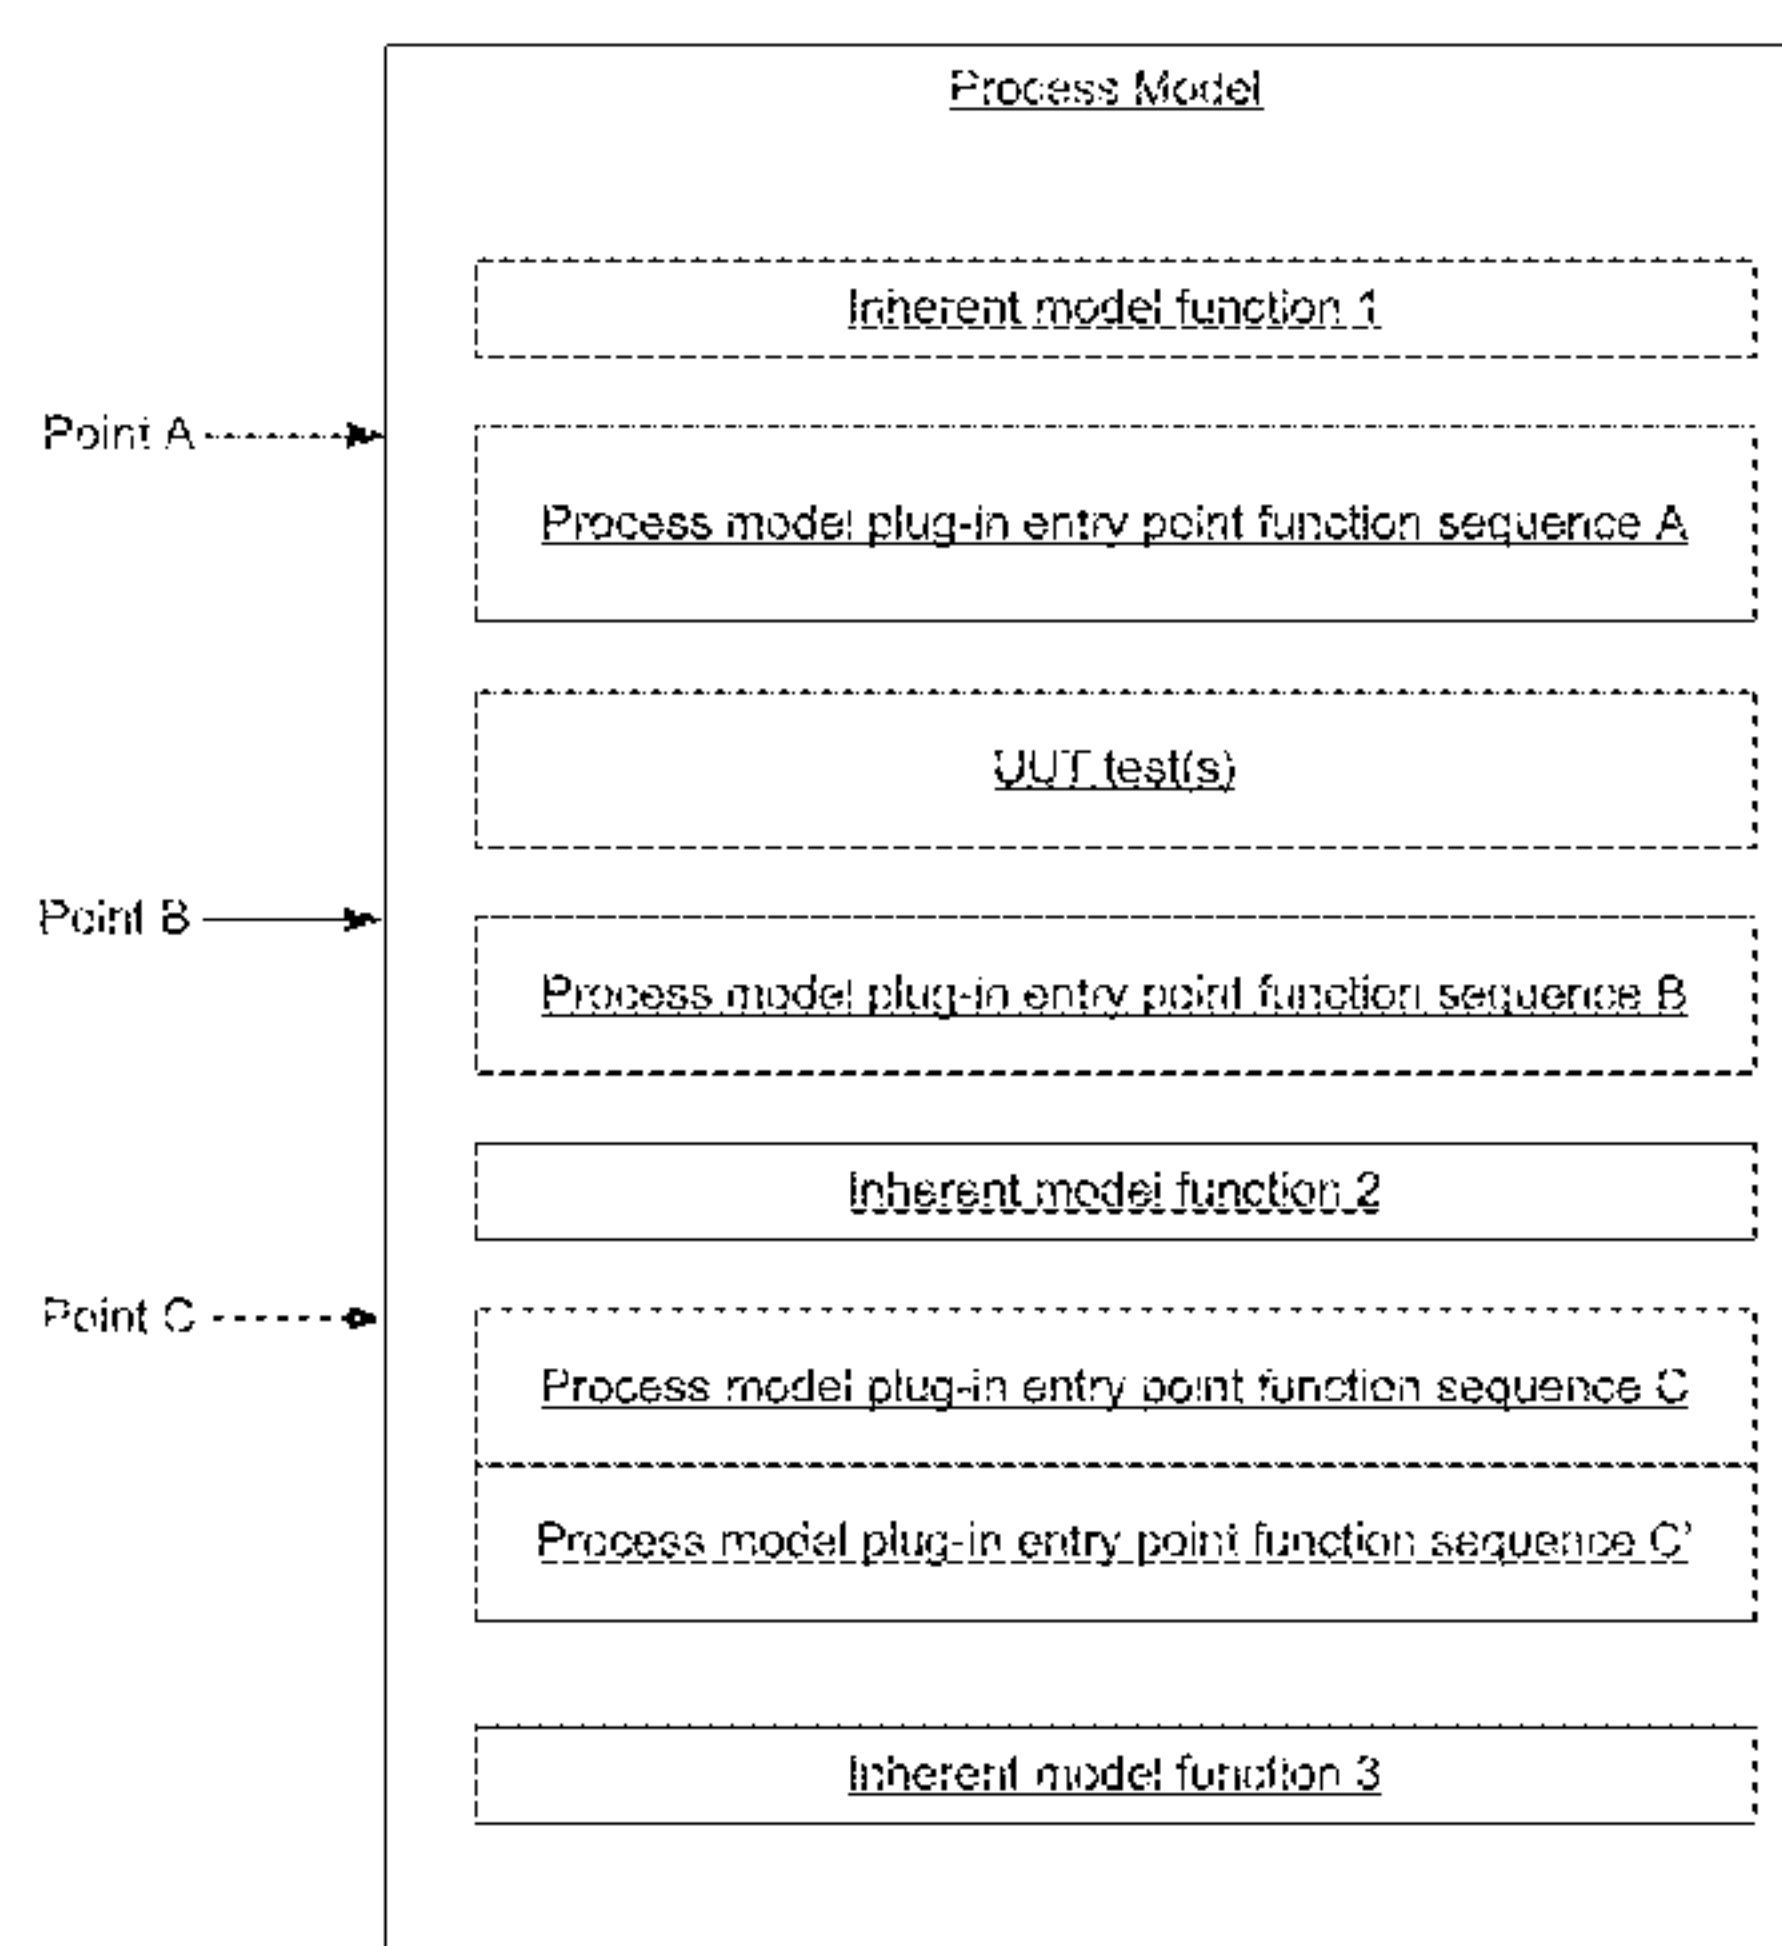 Process Model
Inherent model function 1
Point A
Process model plug-in entry point function sequence A
UUT test(s)
Point B
Process model plug-in entry point function sequence B
Inherent model function 2
Point C
Process model plug-in entry point function sequence C
Process model plug-in entry point function sequence C'
Inherent model function 3